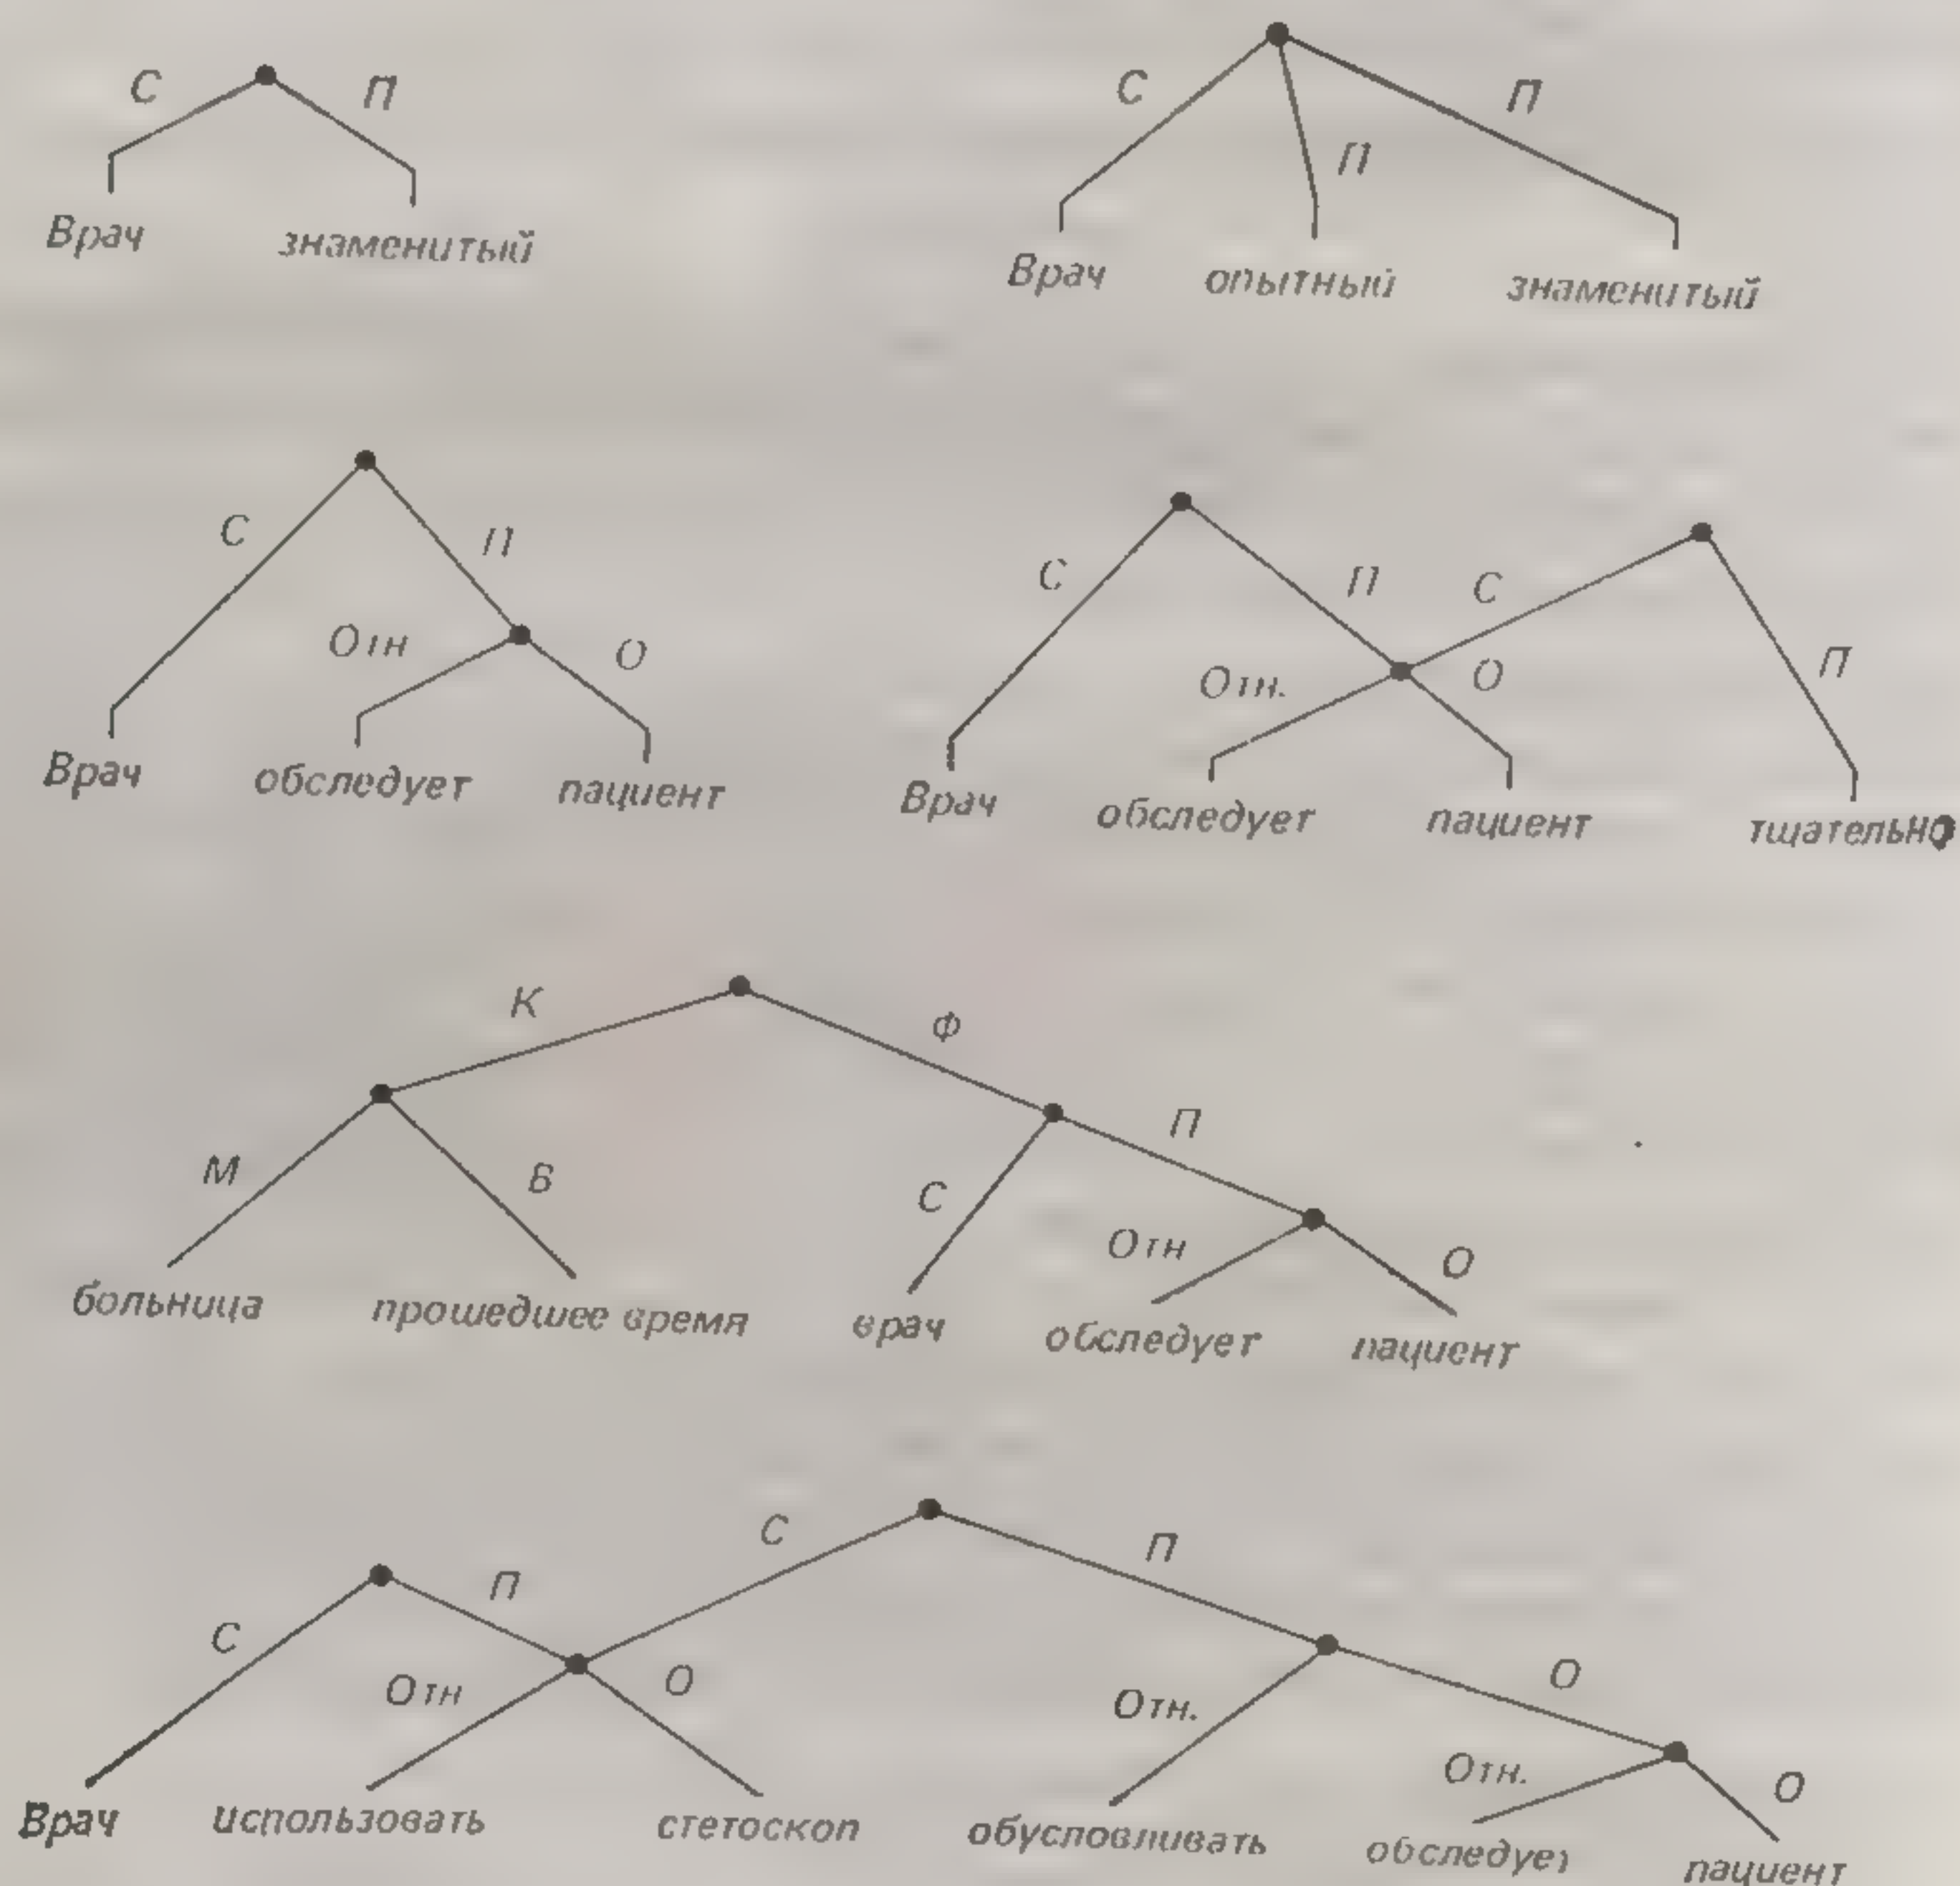 С П
Врач знаменитый
С П П
Врач опытный знаменитый
С П
Отн О
Врач обследует пациент
С П С П
Отн. О
Врач обследует пациент тщательно
К Ф
М В С П
Отн О
больница прошедшее время врач обследует пациент
С П
С П
Отн О Отн. О
Отн. О
Врач использовать стетоскоп обусловливать обследует пациент